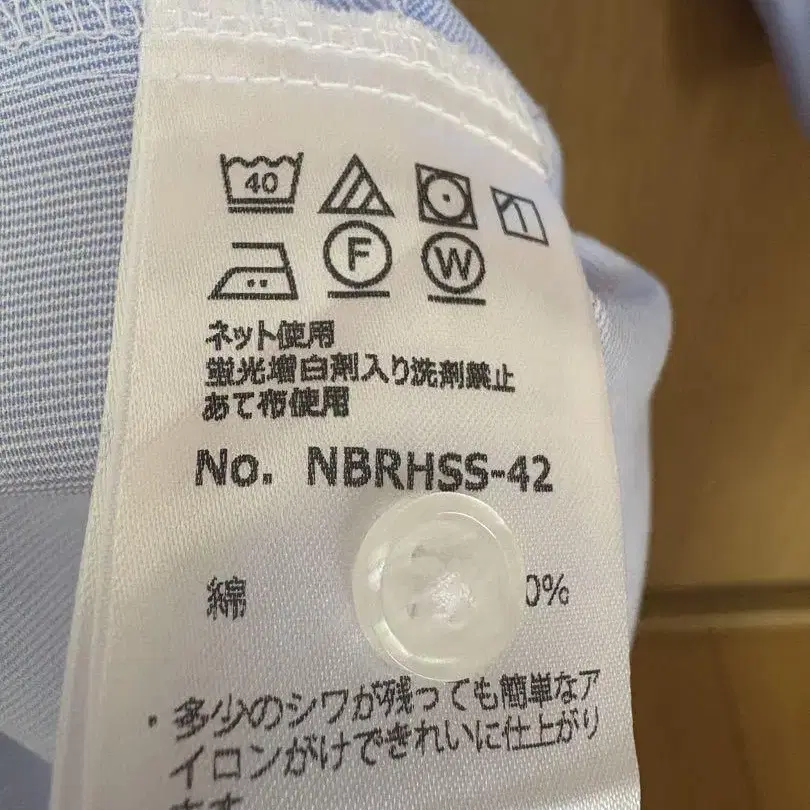 40
F W
ネット使用
蛍光増白剤入り洗剤禁止
あて布使用
No. NBRHSS-42
綿 0%
・多少のシワが残っても簡単なア
イロンがけできれいに仕上がり
ます